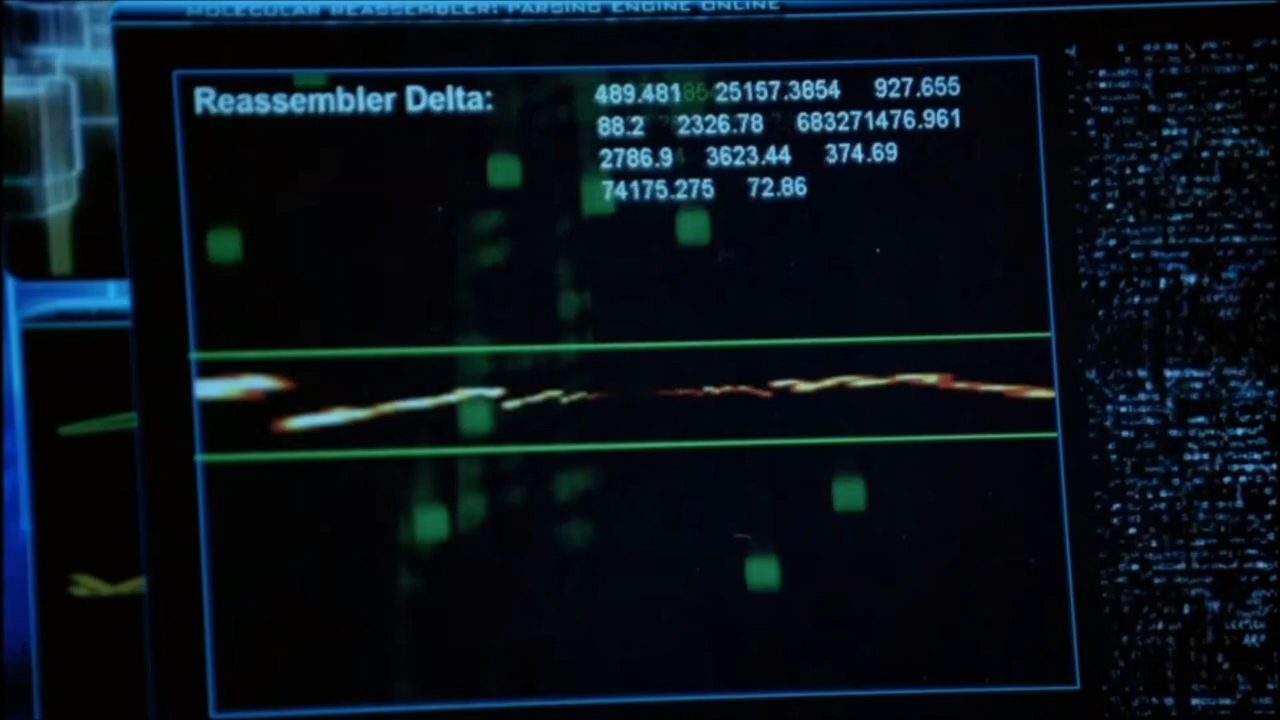 MOLECULAR REASSEMBLER: PARSING ENGINE ONLINE
Reassembler Delta: 489.481 25157.3854 927.655
88.2 2326.78 683271476.961
2786.9 3623.44 374.69
74175.275 72.86